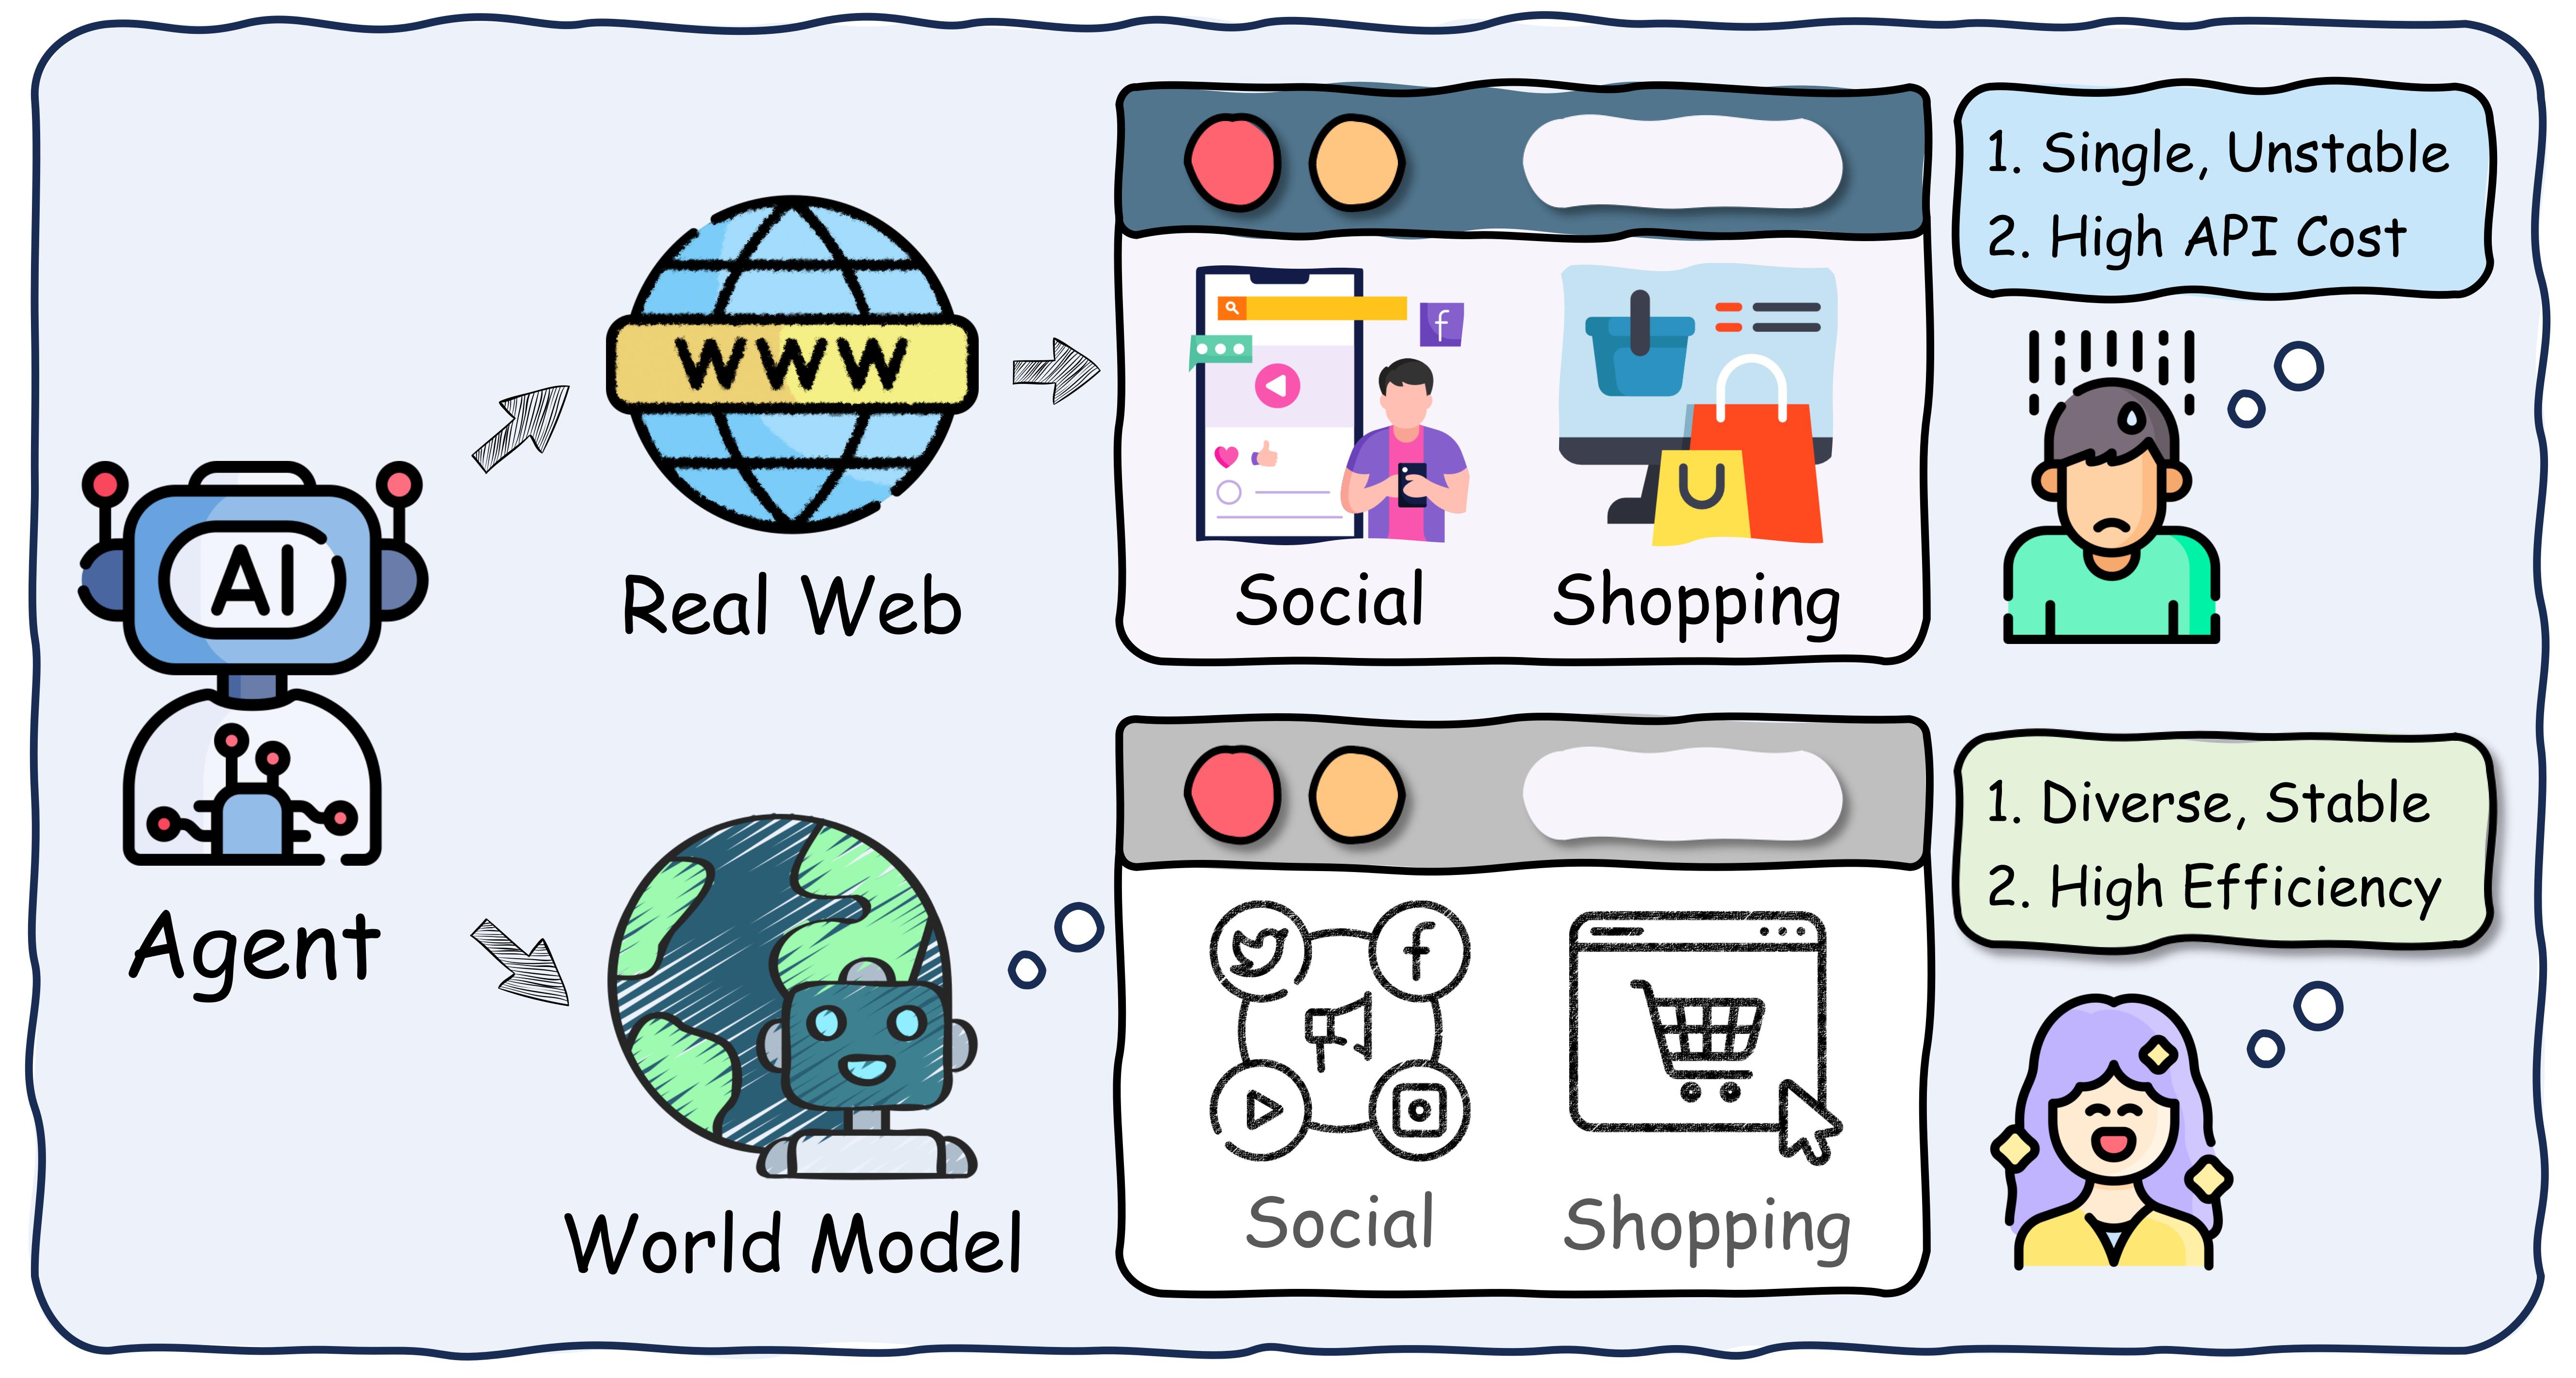 1. Single, Unstable
2. High API Cost
WWW
f
Social
Shopping
Real Web
AI
Agent
1. Diverse, Stable
2. High Efficiency
f
Social
Shopping
World Model